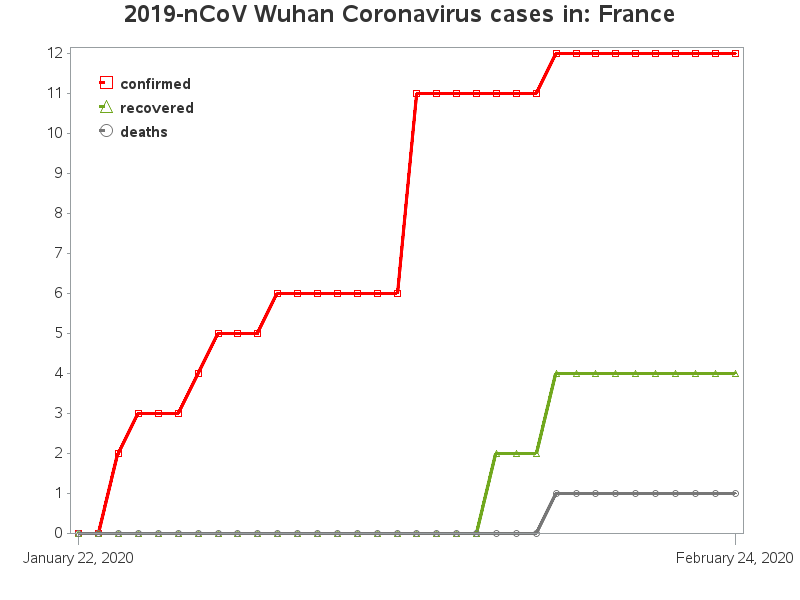 2019-nCoV Wuhan Coronavirus cases in: France
12
confirmed
11
recovered
10
deaths
9
8
7
6
5
4
3
2
1
0
January 22, 2020
February 24, 2020